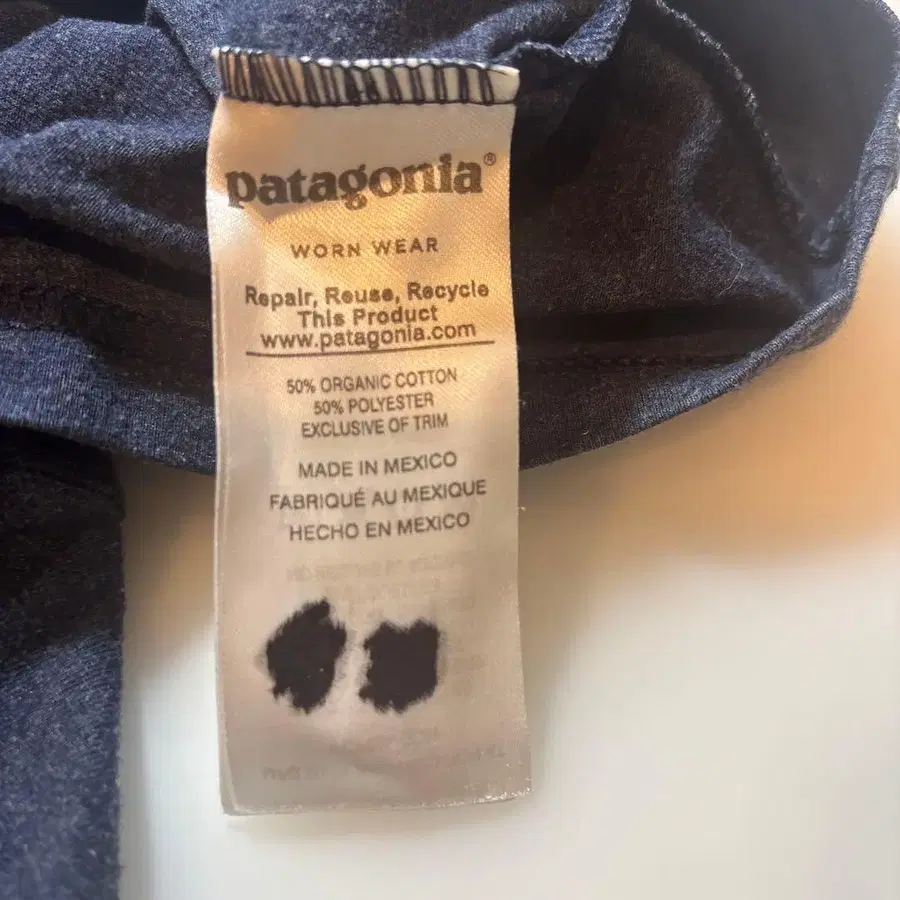 patagonia®
WORN WEAR
Repair, Reuse, Recycle
This Product
www.patagonia.com
50% ORGANIC COTTON
50% POLYESTER
EXCLUSIVE OF TRIM
MADE IN MEXICO
FABRIQUÉ AU MEXIQUE
HECHO EN MEXICO